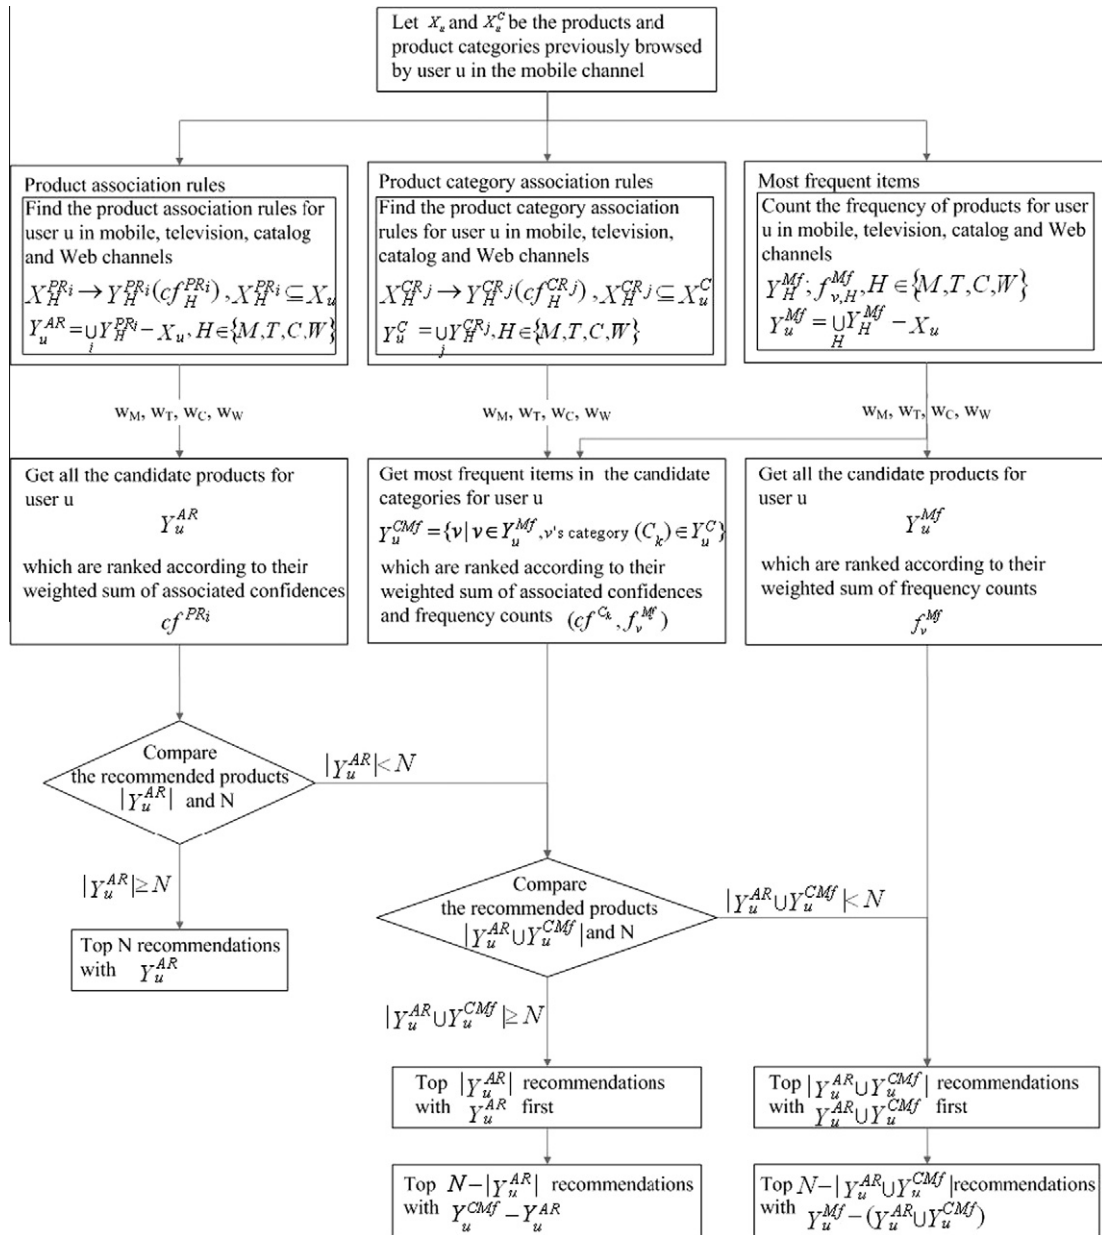 Let X_u and X_u^C be the products and
product categories previously browsed
by user u in the mobile channel
Product association rules
Find the product association rules for
user u in mobile, television, catalog
and Web channels
X_H^{PR_i} → Y_H^{PR_i}(cf_H^{PR_i}), X_H^{PR_i} ⊆ X_u
Y_u^{AR} = ∪_i Y_H^{PR_i} − X_u, H∈{M,T,C,W}
Product category association rules
Find the product category association
rules for user u in mobile, television,
catalog and Web channels
X_H^{CR_j} → Y_H^{CR_j}(cf_H^{CR_j}), X_H^{CR_j} ⊆ X_u^C
Y_u^C = ∪_j Y_H^{CR_j}, H∈{M,T,C,W}
Most frequent items
Count the frequency of products for user
u in mobile, television, catalog and Web
channels
Y_H^{Mf}; f_{v,H}^{Mf}, H∈{M,T,C,W}
Y_u^{Mf} = ∪_H Y_H^{Mf} − X_u
w_M, w_T, w_C, w_W
w_M, w_T, w_C, w_W
w_M, w_T, w_C, w_W
Get all the candidate products for
user u
Y_u^{AR}
which are ranked according to their
weighted sum of associated confidences
cf^{PR_i}
Get most frequent items in the candidate
categories for user u
Y_u^{CMf} = {v | v∈Y_u^{Mf}, v's category (C_k)∈Y_u^C}
which are ranked according to their
weighted sum of associated confidences
and frequency counts (cf^{C_k}, f_v^{Mf})
Get all the candidate products for
user u
Y_u^{Mf}
which are ranked according to their
weighted sum of frequency counts
f_v^{Mf}
Compare
the recommended products
|Y_u^{AR}| and N
|Y_u^{AR}| < N
|Y_u^{AR}| ≥ N
Top N recommendations
with Y_u^{AR}
Compare
the recommended products
|Y_u^{AR} ∪ Y_u^{CMf}| and N
|Y_u^{AR} ∪ Y_u^{CMf}| < N
|Y_u^{AR} ∪ Y_u^{CMf}| ≥ N
Top |Y_u^{AR}| recommendations
with Y_u^{AR} first
Top |Y_u^{AR} ∪ Y_u^{CMf}| recommendations
with Y_u^{AR} ∪ Y_u^{CMf} first
Top N − |Y_u^{AR}| recommendations
with Y_u^{CMf} − Y_u^{AR}
Top N − |Y_u^{AR} ∪ Y_u^{CMf}| recommendations
with Y_u^{Mf} − (Y_u^{AR} ∪ Y_u^{CMf})